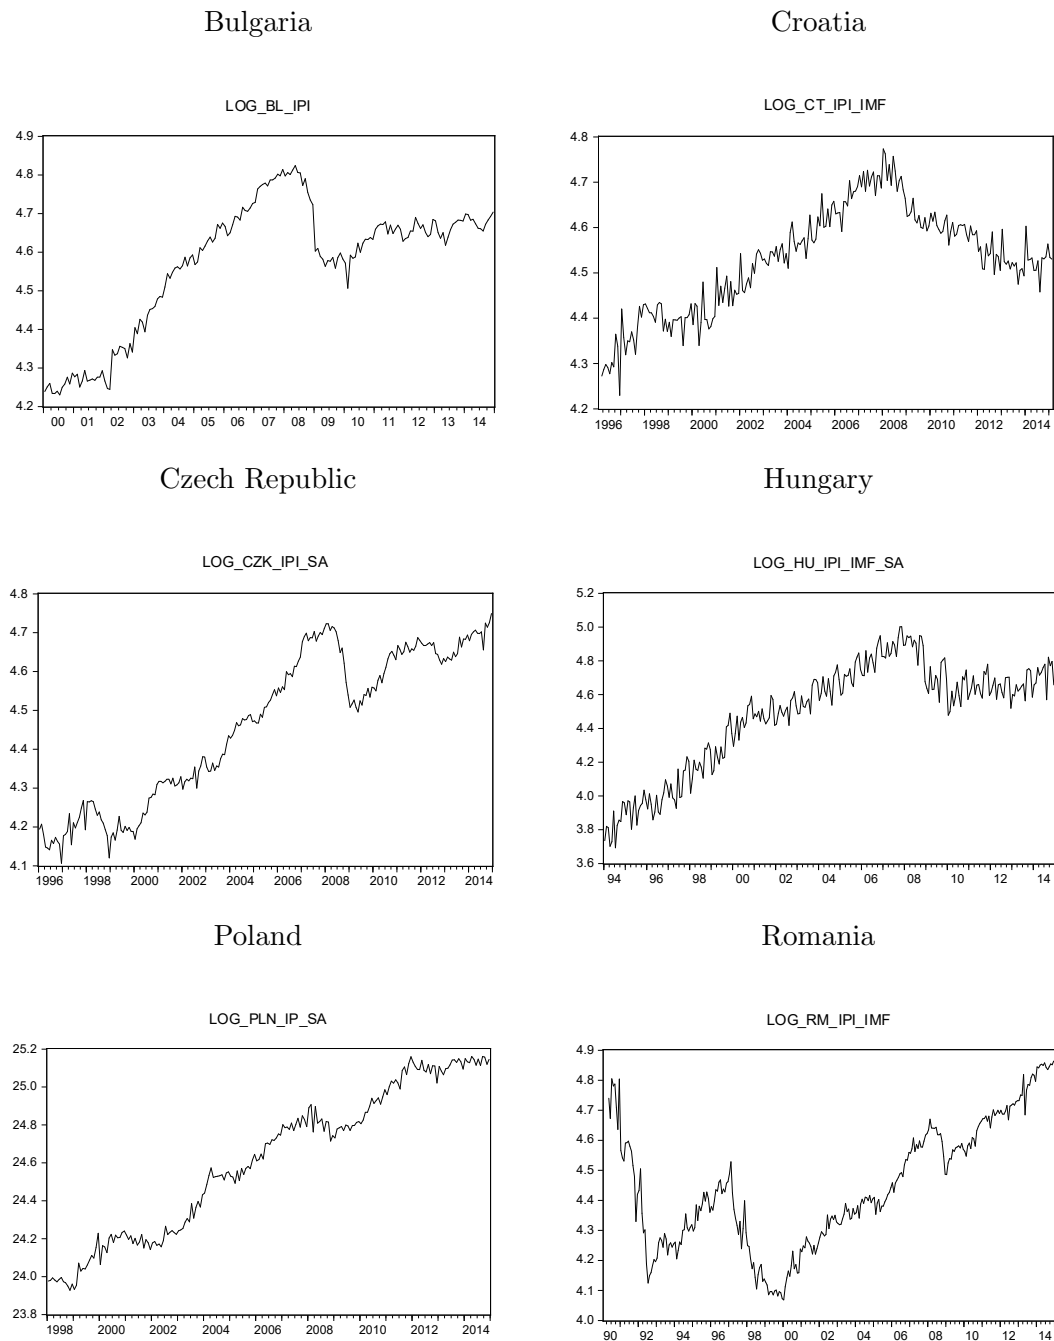 Bulgaria
Croatia
LOG_BL_IPI
LOG_CT_IPI_IMF
4.9
4.8
4.7
4.6
4.5
4.4
4.3
4.2
00 01 02 03 04 05 06 07 08 09 10 11 12 13 14
4.8
4.7
4.6
4.5
4.4
4.3
4.2
1996 1998 2000 2002 2004 2006 2008 2010 2012 2014
Czech Republic
Hungary
LOG_CZK_IPI_SA
LOG_HU_IPI_IMF_SA
4.8
4.7
4.6
4.5
4.4
4.3
4.2
4.1
1996 1998 2000 2002 2004 2006 2008 2010 2012 2014
5.2
5.0
4.8
4.6
4.4
4.2
4.0
3.8
3.6
94 96 98 00 02 04 06 08 10 12 14
Poland
Romania
LOG_PLN_IP_SA
LOG_RM_IPI_IMF
25.2
25.0
24.8
24.6
24.4
24.2
24.0
23.8
1998 2000 2002 2004 2006 2008 2010 2012 2014
4.9
4.8
4.7
4.6
4.5
4.4
4.3
4.2
4.1
4.0
90 92 94 96 98 00 02 04 06 08 10 12 14